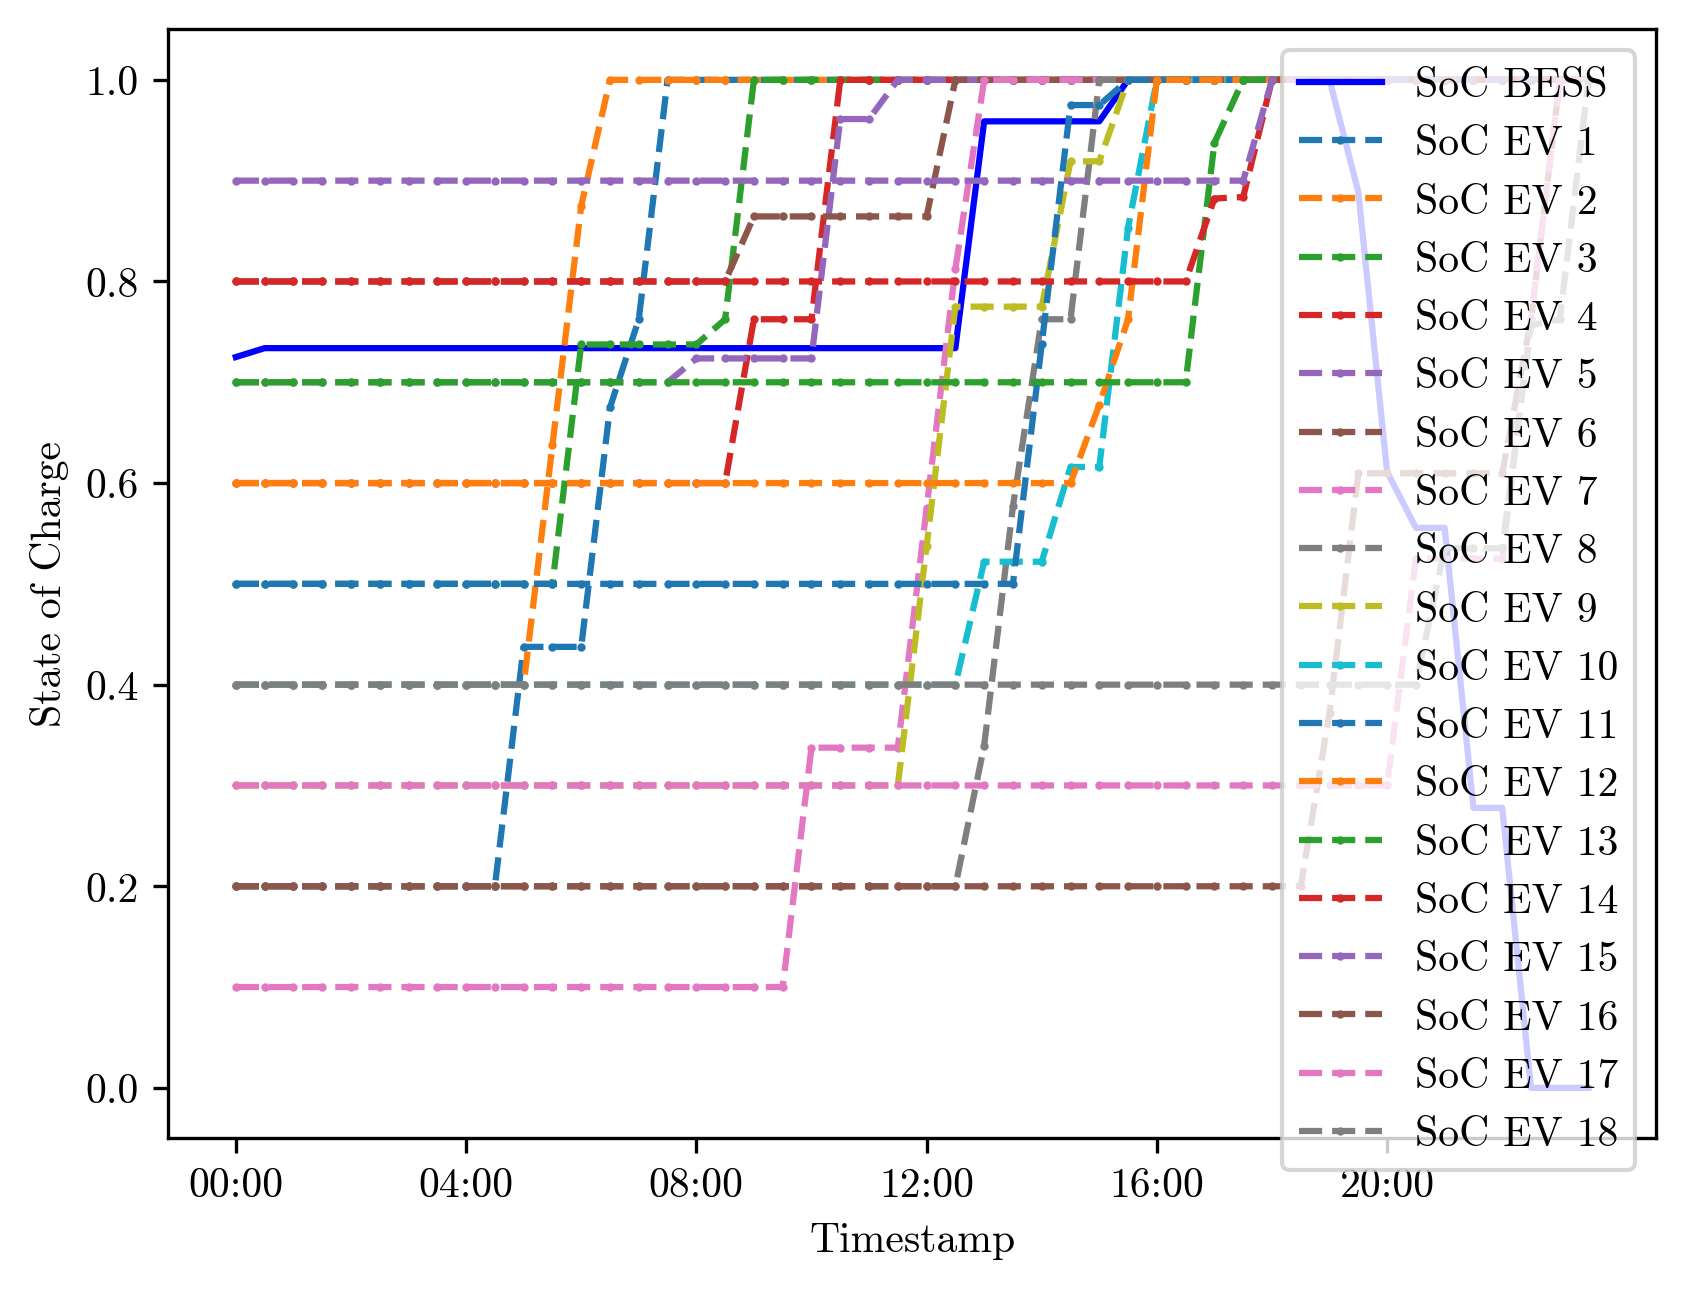 1.0
0.8
0.6
0.4
0.2
0.0
State of Charge
00:00
04:00
08:00
12:00
16:00
20:00
Timestamp
SoC BESS
SoC EV 1
SoC EV 2
SoC EV 3
SoC EV 4
SoC EV 5
SoC EV 6
SoC EV 7
SoC EV 8
SoC EV 9
SoC EV 10
SoC EV 11
SoC EV 12
SoC EV 13
SoC EV 14
SoC EV 15
SoC EV 16
SoC EV 17
SoC EV 18